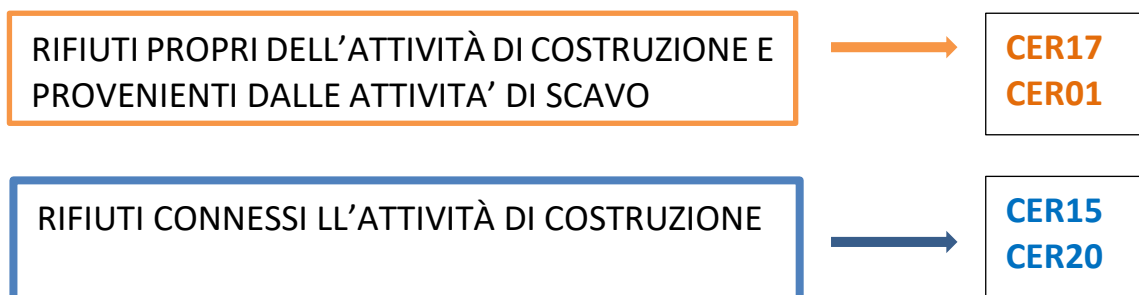 RIFIUTI PROPRI DELL’ATTIVITÀ DI COSTRUZIONE E
PROVENIENTI DALLE ATTIVITA’ DI SCAVO
CER17
CER01
RIFIUTI CONNESSI LL’ATTIVITÀ DI COSTRUZIONE
CER15
CER20